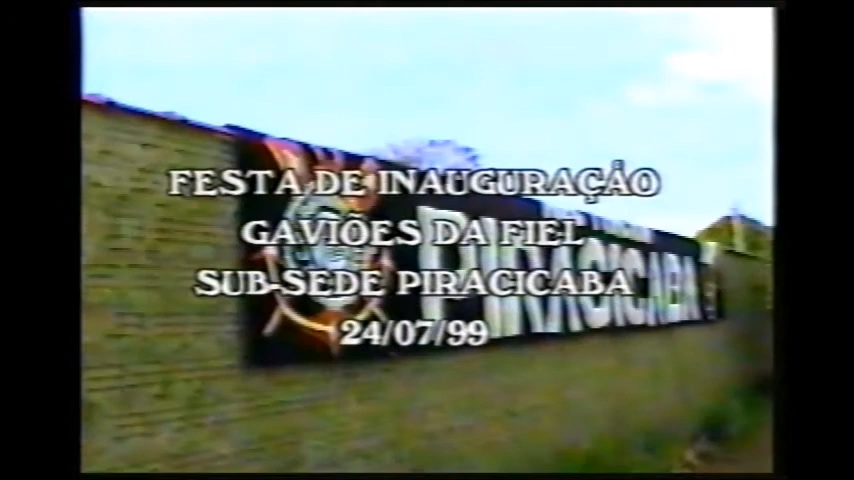 FESTA DE INAUGURAÇÃO
GAVIÕES DA FIEL
SUB-SEDE PIRACICABA
24/07/99
PIRACICABA